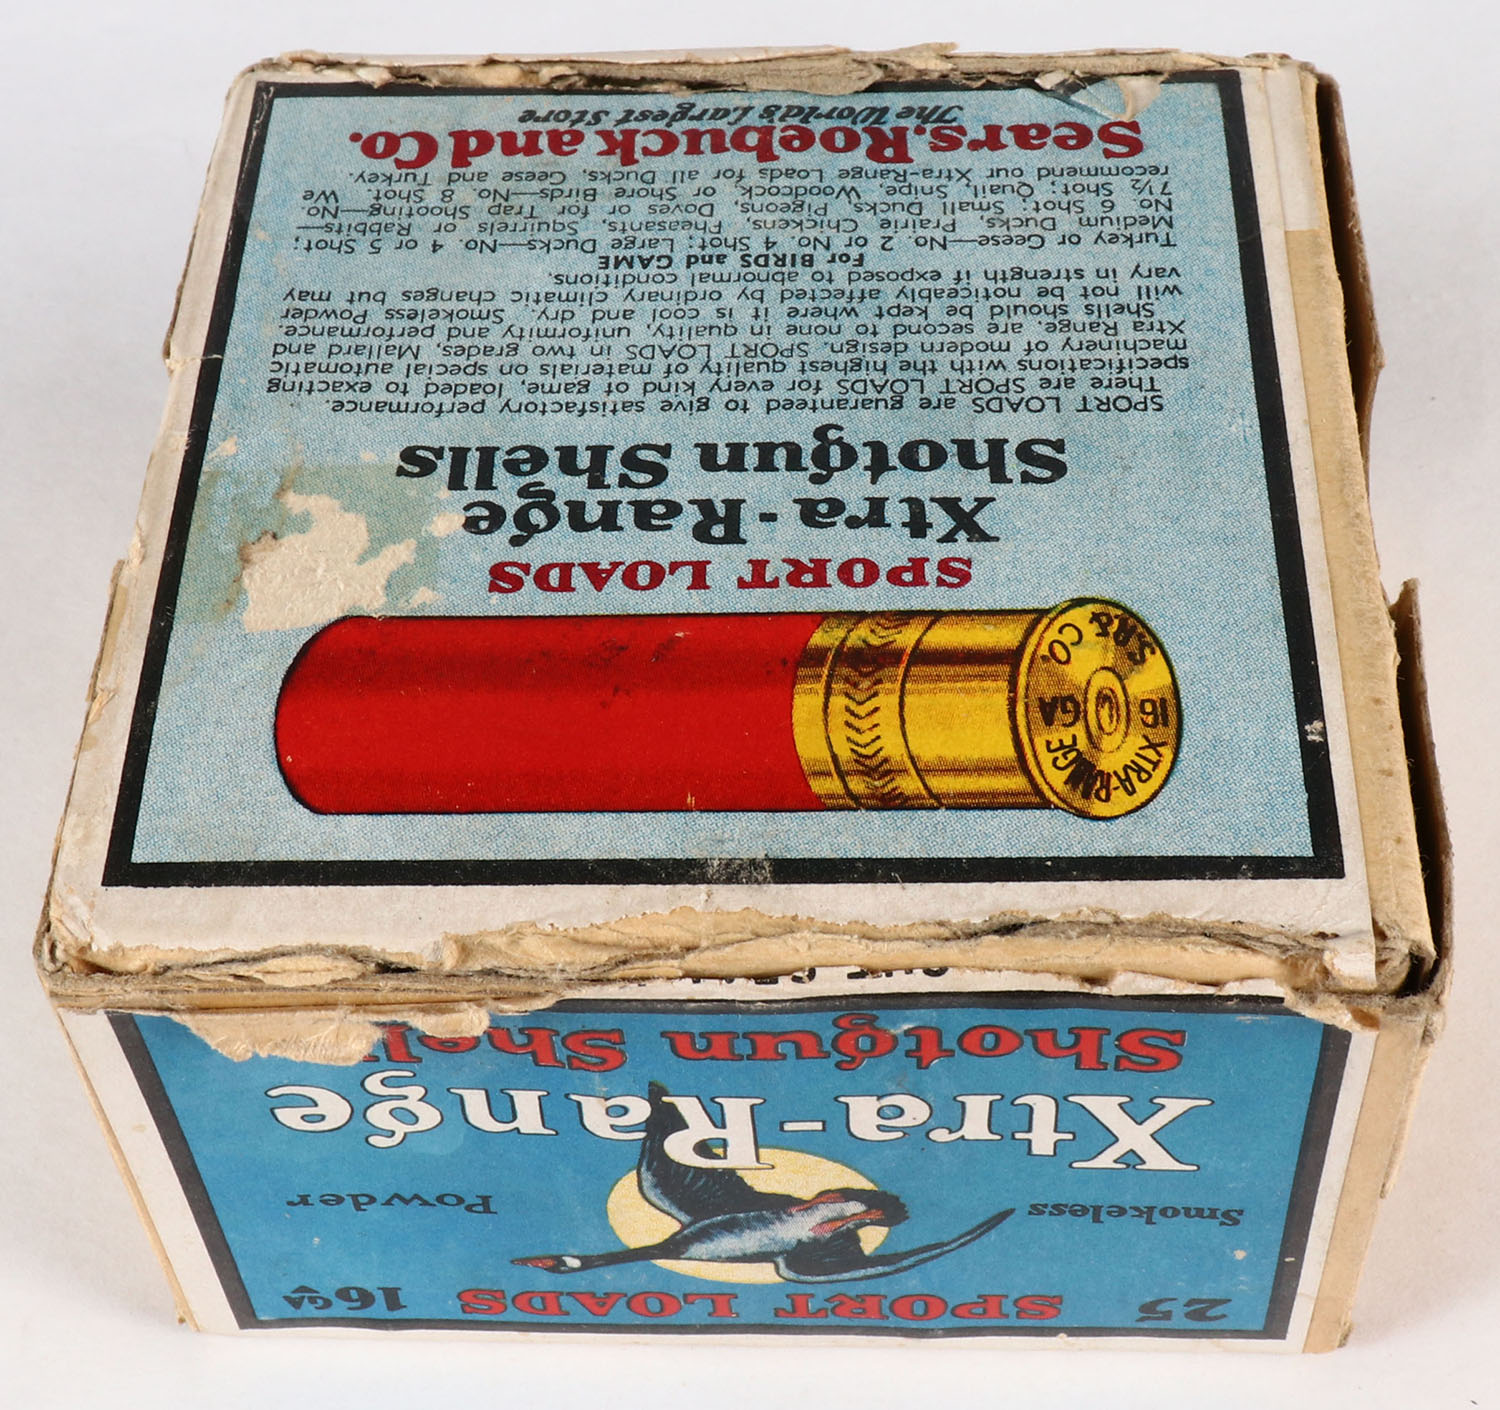 S.R.& CO.
16 GA
XTRA-RANGE
SPORT LOADS
Xtra-Range
Shotgun Shells
SPORT LOADS are guaranteed to give satisfactory performance.
There are SPORT LOADS for every kind of game, loaded to exacting
specifications with the highest quality of materials on special automatic
machinery of modern design. SPORT LOADS in two grades, Mallard and
Xtra Range, are second to none in quality, uniformity and performance.
Shells should be kept where it is cool and dry. Smokeless Powder
will not be noticeably affected by ordinary climatic changes but may
vary in strength if exposed to abnormal conditions.
For BIRDS and GAME
Turkey or Geese—No. 2 or No. 4 Shot; Large Ducks—No. 4 or 5 Shot;
Medium Ducks, Prairie Chickens, Pheasants, Squirrels or Rabbits—
No. 6 Shot; Small Ducks, Pigeons, Doves or for Trap Shooting—No.
7½ Shot; Quail, Snipe, Woodcock, or Shore Birds—No. 8 Shot. We
recommend our Xtra-Range Loads for all Ducks, Geese and Turkey.
Sears, Roebuck and Co.
The World's Largest Store
25 SPORT LOADS 16 GA
Smokeless Powder
Xtra-Range
Shotgun Shells